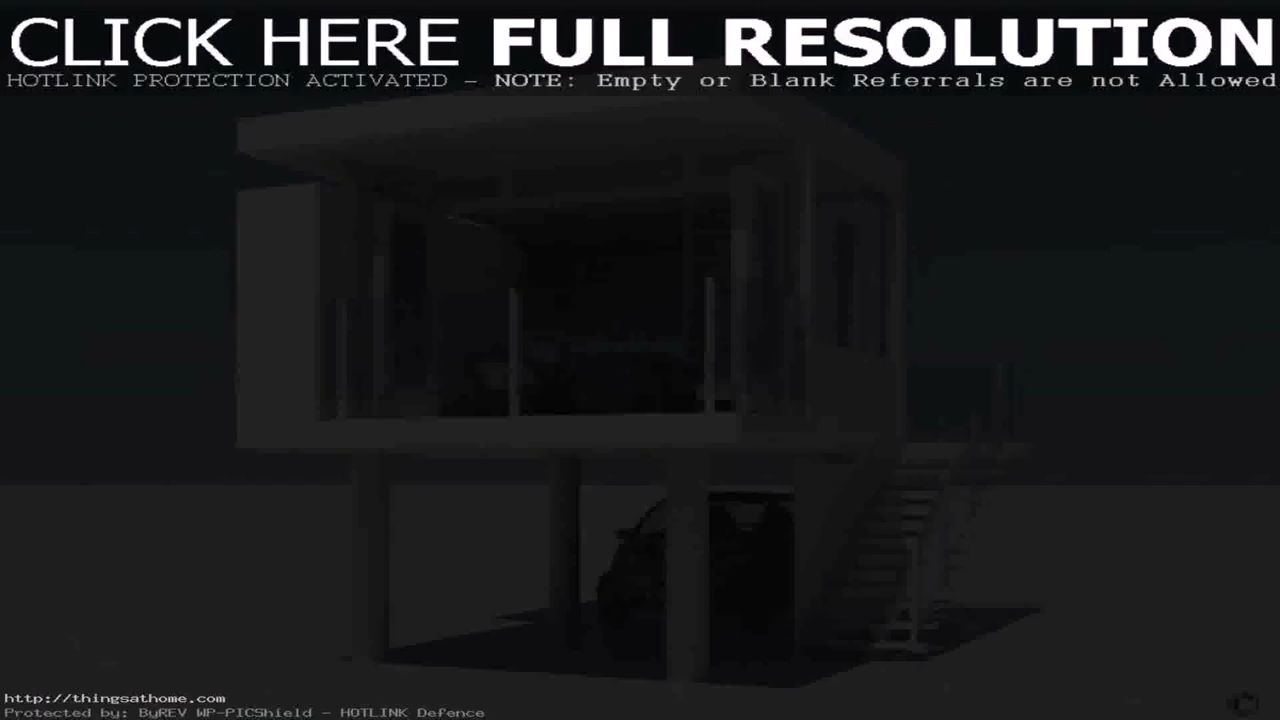 CLICK HERE FULL RESOLUTION
HOTLINK PROTECTION ACTIVATED - NOTE: Empty or Blank Referrals are not Allowed
http://thingsathome.com
Protected by: ByREV WP-PICShield - HOTLINK Defence